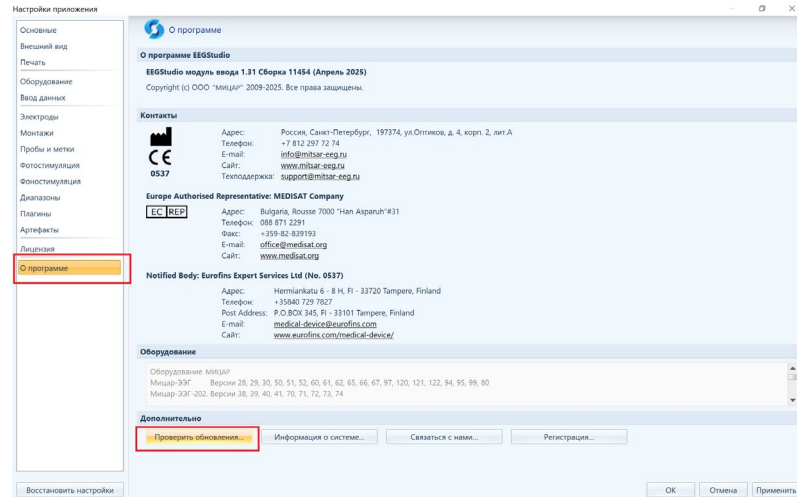 Настройки приложения
Основные
Внешний вид
Печать
Оборудование
Ввод данных
Электроды
Монтажи
Пробы и метки
Фотостимуляция
Фоностимуляция
Диапазоны
Плагины
Артефакты
Лицензия
О программе
Восстановить настройки
О программе
О программе EEGStudio
EEGStudio модуль ввода 1.31 Сборка 11454 (Апрель 2025)
Copyright (c) ООО "МИЦАР" 2009-2025. Все права защищены.
Контакты
CE
0537
Адрес: Россия, Санкт-Петербург, 197374, ул.Оптиков, д. 4, корп. 2, лит.А
Телефон: +7 812 297 72 74
E-mail: info@mitsar-eeg.ru
Сайт: www.mitsar-eeg.ru
Техподдержка: support@mitsar-eeg.ru
Europe Authorised Representative: MEDISAT Company
EC REP
Адрес: Bulgaria, Rousse 7000 "Han Asparuh"#31
Телефон: 088 871 2291
Факс: +359-82-839193
E-mail: office@medisat.org
Сайт: www.medisat.org
Notified Body: Eurofins Expert Services Ltd (No. 0537)
Адрес: Hermiankatu 6 - 8 H, FI - 33720 Tampere, Finland
Телефон: +35840 729 7827
Post Address: P.O.BOX 345, FI - 33101 Tampere, Finland
E-mail: medical-device@eurofins.com
Сайт: www.eurofins.com/medical-device/
Оборудование
Оборудование МИЦАР
Мицар-ЭЭГ Версии 28, 29, 30, 50, 51, 52, 60, 61, 62, 65, 66, 67, 97, 120, 121, 122, 94, 95, 99, 80
Мицар-ЭЭГ-202. Версии 38, 39, 40, 41, 70, 71, 72, 73, 74
Дополнительно
Проверить обновления...
Информация о системе...
Связаться с нами...
Регистрация...
ОК
Отмена
Применить